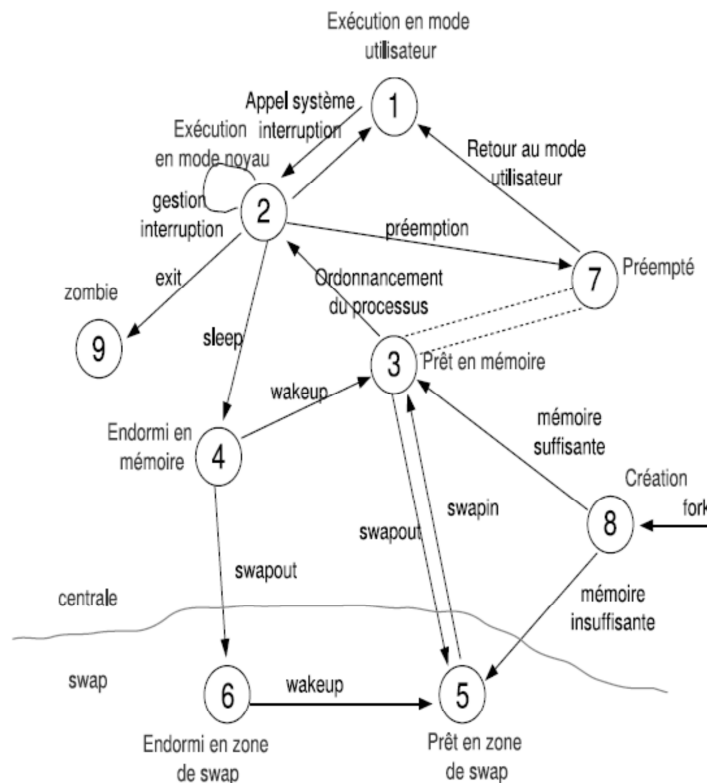 Exécution en mode
utilisateur
1
Appel système
interruption
Exécution
en mode noyau
Retour au mode
utilisateur
gestion
interruption
2
préemption
7
Préempté
exit
zombie
9
Ordonnancement
du processus
sleep
3
Prêt en mémoire
wakeup
Endormi en
mémoire
4
mémoire
suffisante
Création
8
fork
swapin
swapout
swapout
mémoire
insuffisante
centrale
swap
6
wakeup
5
Endormi en zone
de swap
Prêt en zone
de swap